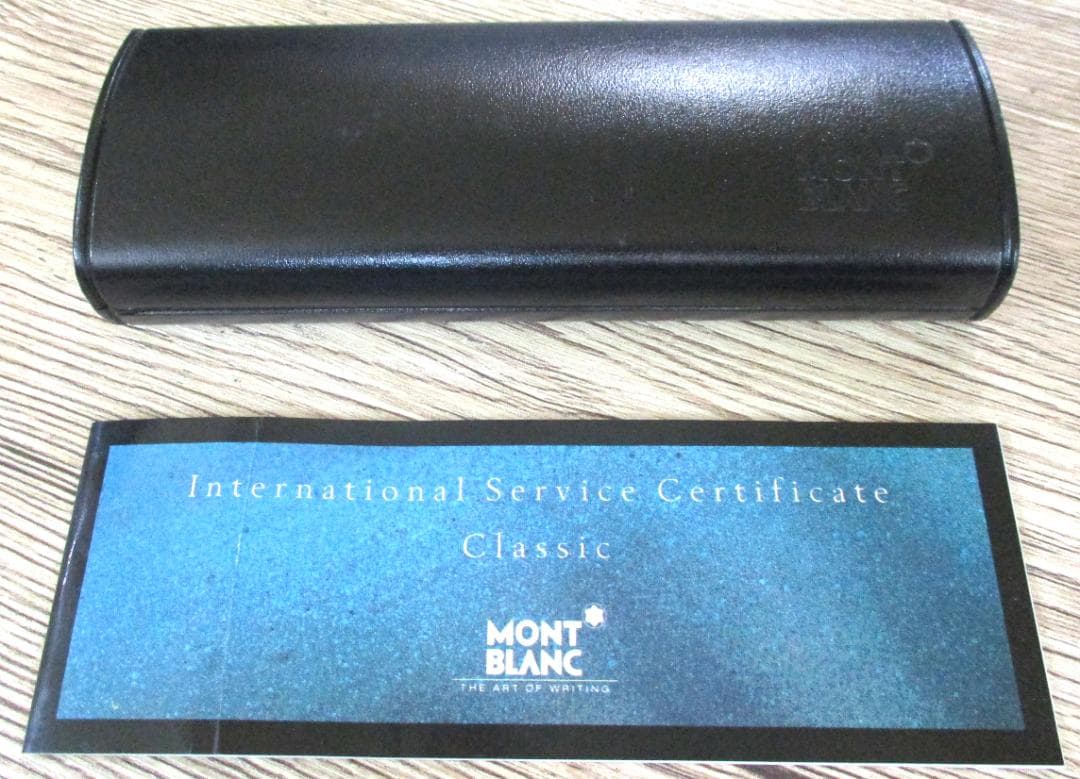 MONT
BLANC
International Service Certificate
Classic
MONT
BLANC
THE ART OF WRITING